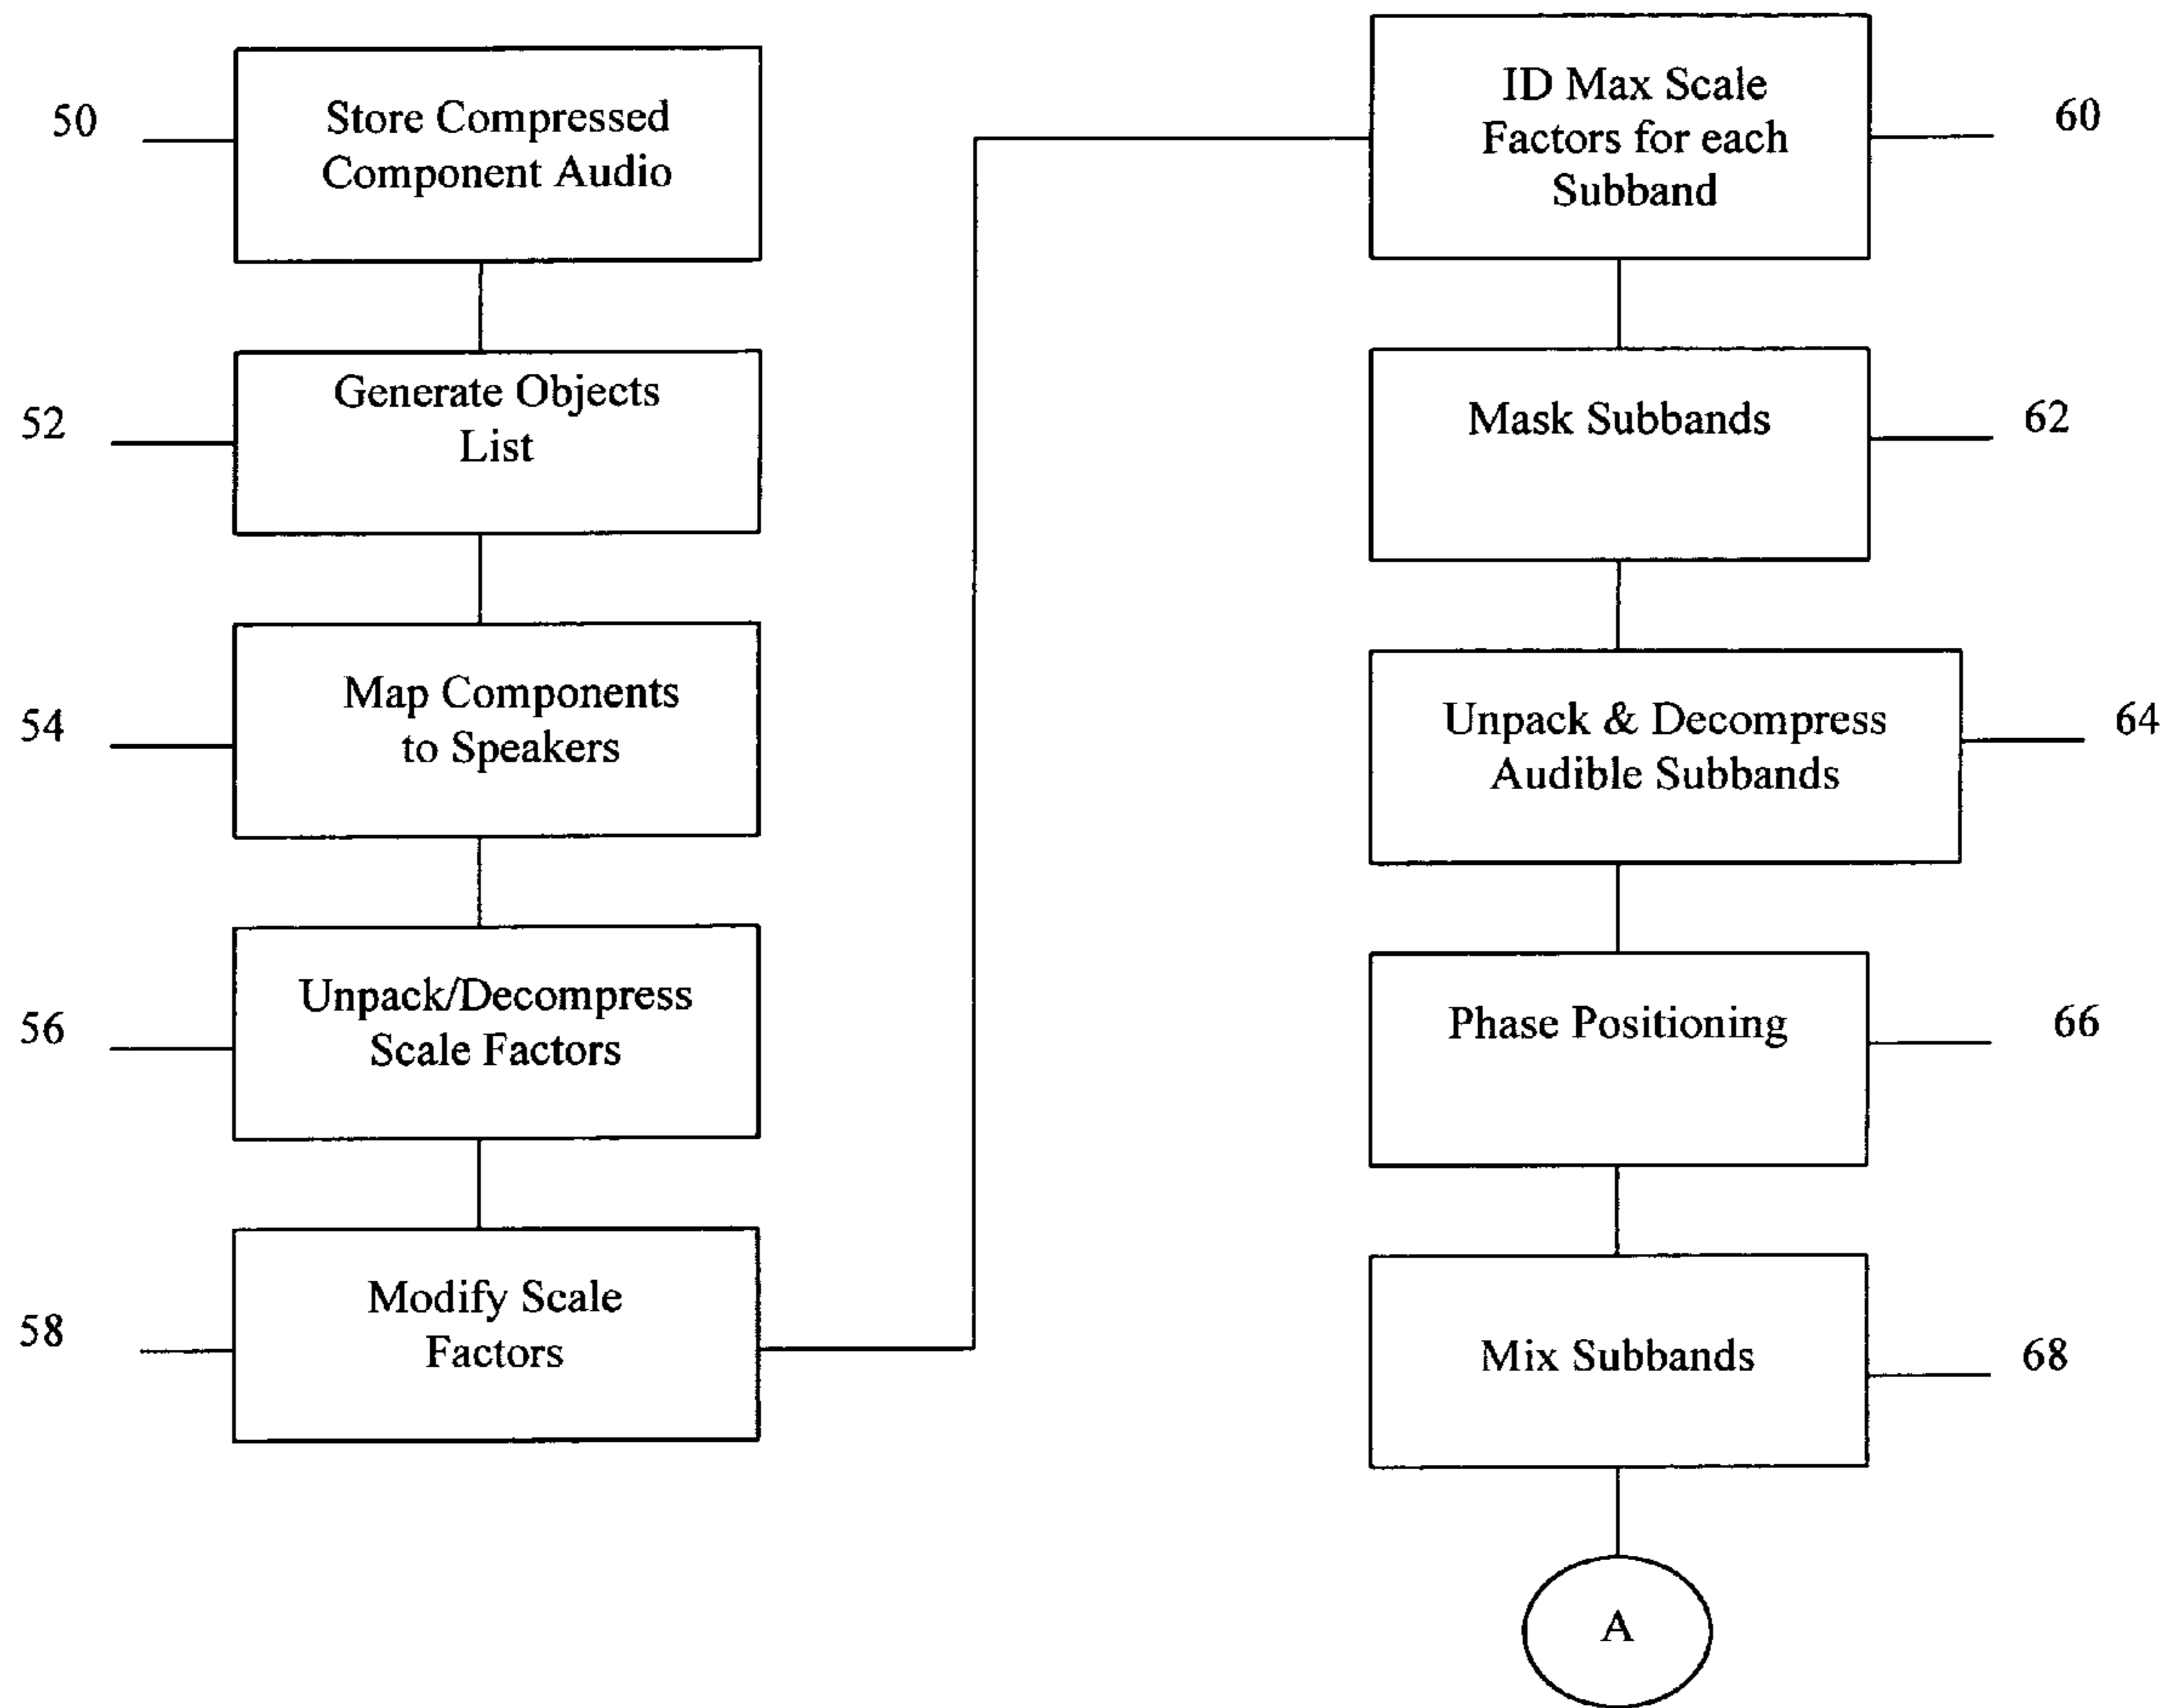 50
Store Compressed
Component Audio
52
Generate Objects
List
54
Map Components
to Speakers
56
Unpack/Decompress
Scale Factors
58
Modify Scale
Factors
ID Max Scale
Factors for each
Subband
60
Mask Subbands
62
Unpack & Decompress
Audible Subbands
64
Phase Positioning
66
Mix Subbands
68
A